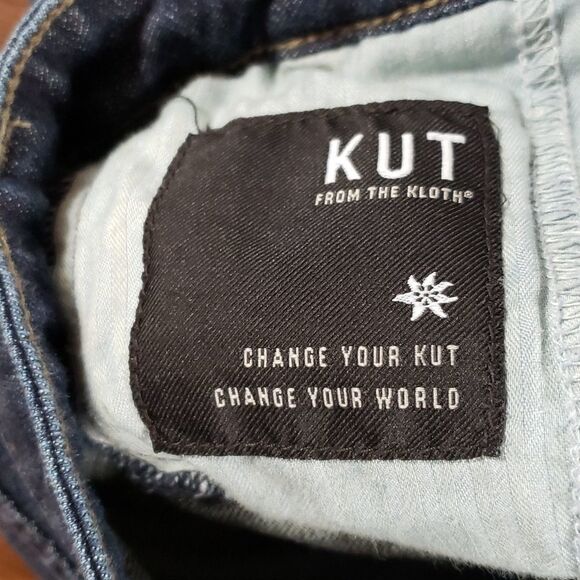 KUT
FROM THE KLOTH®
CHANGE YOUR KUT
CHANGE YOUR WORLD